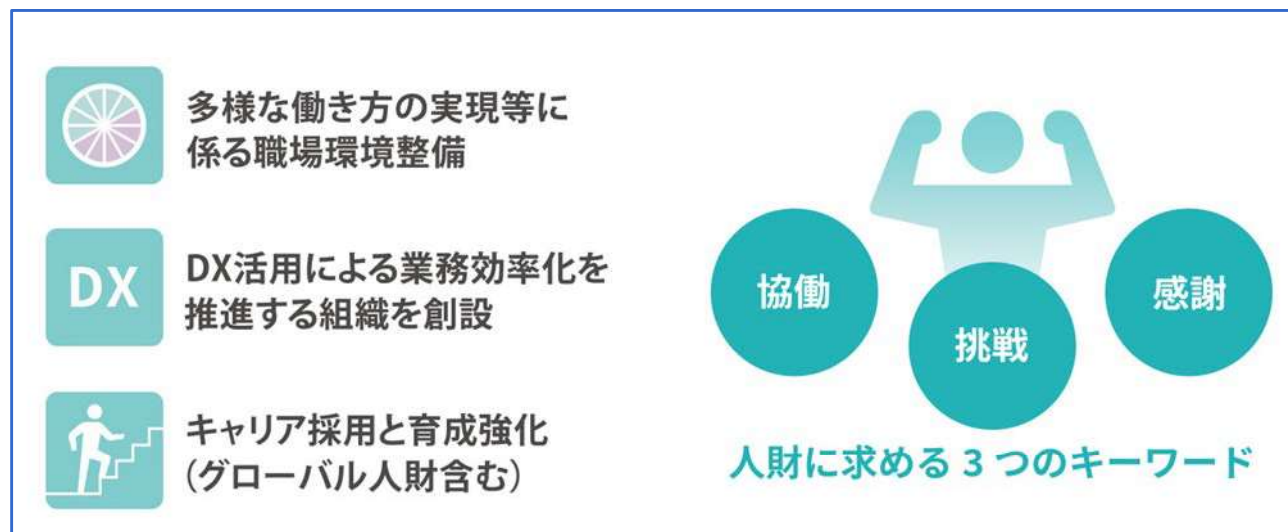 多様な働き方の実現等に
係る職場環境整備
DX
DX活用による業務効率化を
推進する組織を創設
キャリア採用と育成強化
(グローバル人財含む)
協働
挑戦
感謝
人財に求める 3 つのキーワード